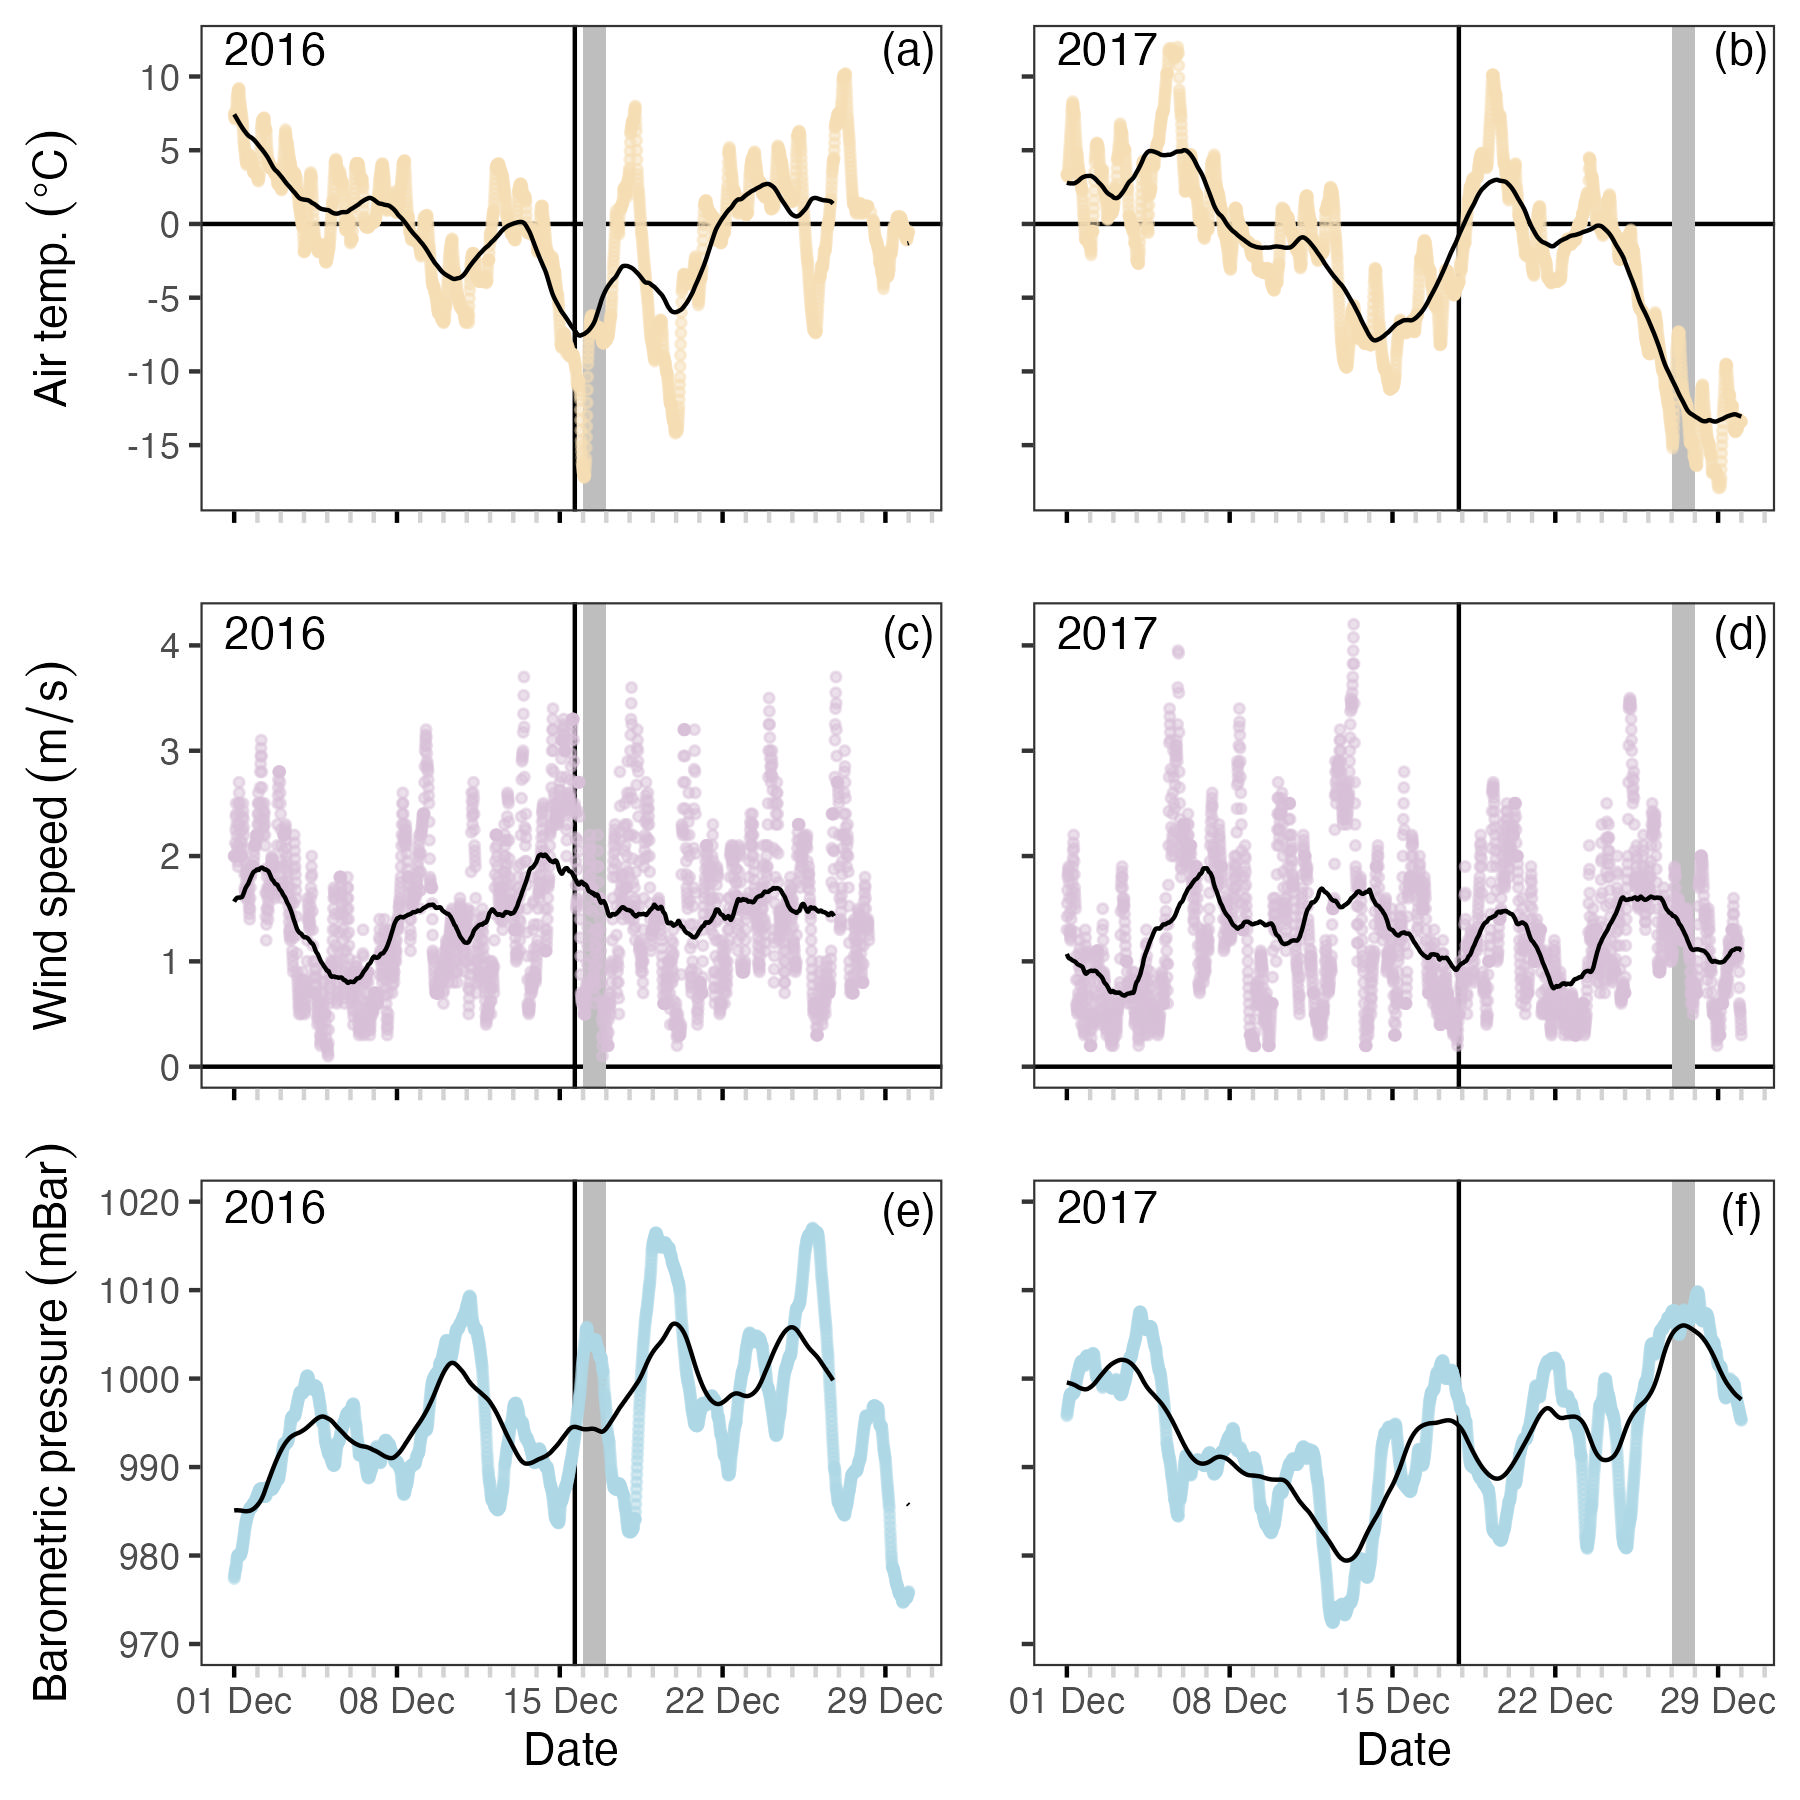 2016
(a)
2017
(b)
Air temp. (°C)
10
5
0
-5
-10
-15
2016
(c)
2017
(d)
Wind speed (m/s)
4
3
2
1
0
2016
(e)
2017
(f)
Barometric pressure (mBar)
1020
1010
1000
990
980
970
01 Dec
08 Dec
15 Dec
22 Dec
29 Dec
01 Dec
08 Dec
15 Dec
22 Dec
29 Dec
Date
Date